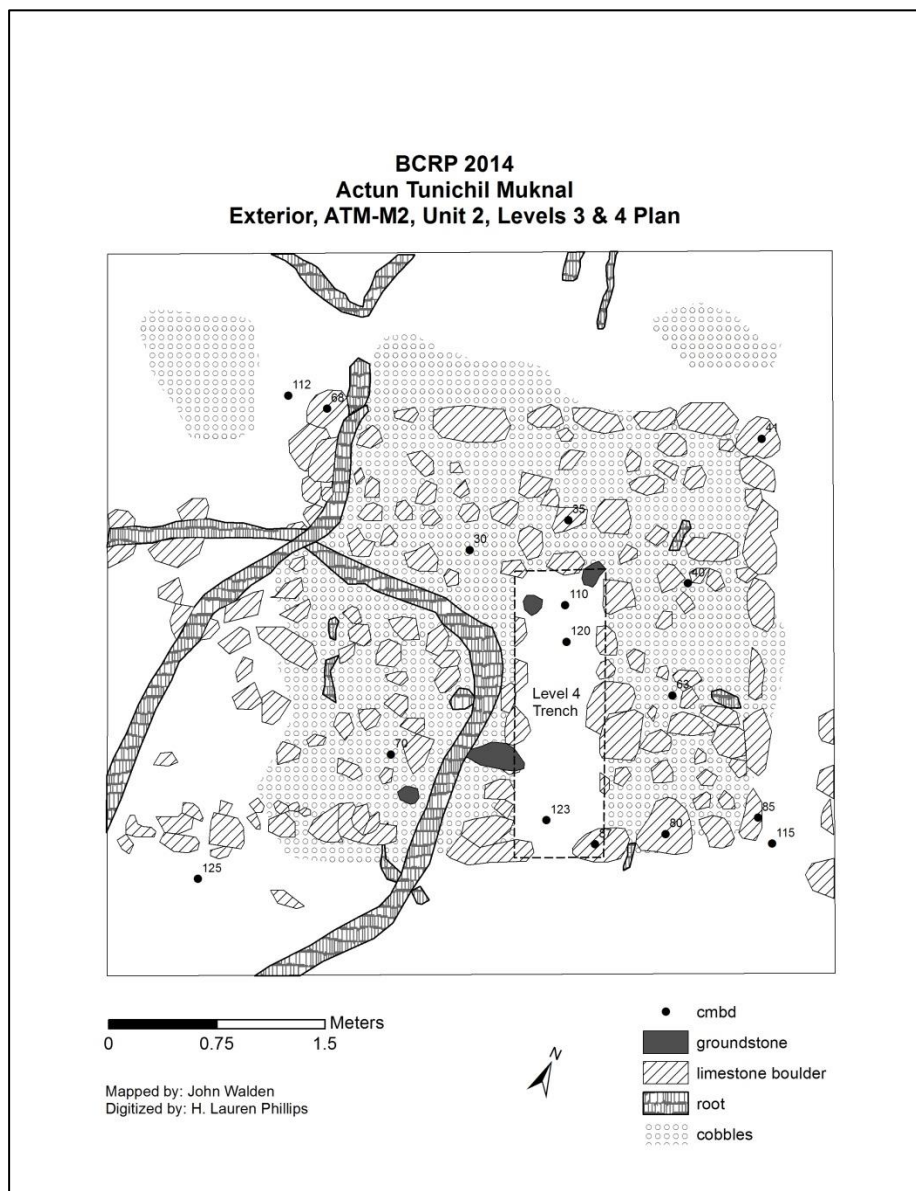 BCRP 2014
Actun Tunichil Muknal
Exterior, ATM-M2, Unit 2, Levels 3 & 4 Plan
112
68
41
35
30
40
110
120
63
Level 4
Trench
70
123
85
80
87
115
125
Meters
0 0.75 1.5
N
Mapped by: John Walden
Digitized by: H. Lauren Phillips
cmbd
groundstone
limestone boulder
root
cobbles